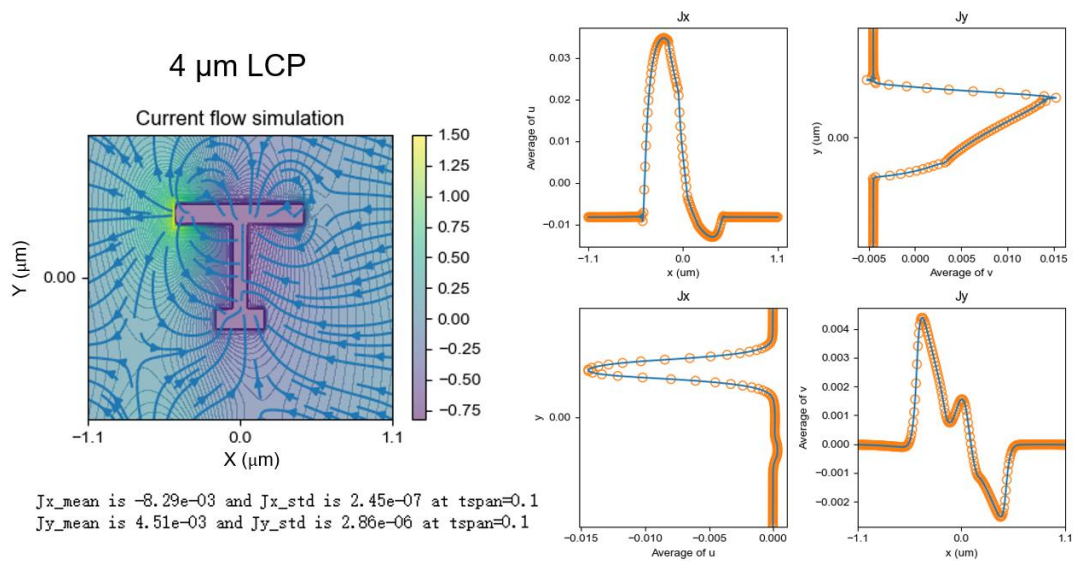 4 μm LCP
Current flow simulation
Y (μm)
0.00
−1.1
0.0
1.1
X (μm)
1.50
1.25
1.00
0.75
0.50
0.25
0.00
−0.25
−0.50
−0.75
Jx_mean is -8.29e-03 and Jx_std is 2.45e-07 at tspan=0.1
Jy_mean is 4.51e-03 and Jy_std is 2.86e-06 at tspan=0.1
Jx
Average of u
0.03
0.02
0.01
0.00
−0.01
−1.1
0.0
1.1
x (um)
Jy
y (um)
0.00
−0.005
0.000
0.005
0.010
0.015
Average of v
Jx
y
0.00
−0.015
−0.010
−0.005
0.000
Average of u
Jy
Average of v
0.004
0.003
0.002
0.001
0.000
−0.001
−0.002
−1.1
0.0
1.1
x (um)